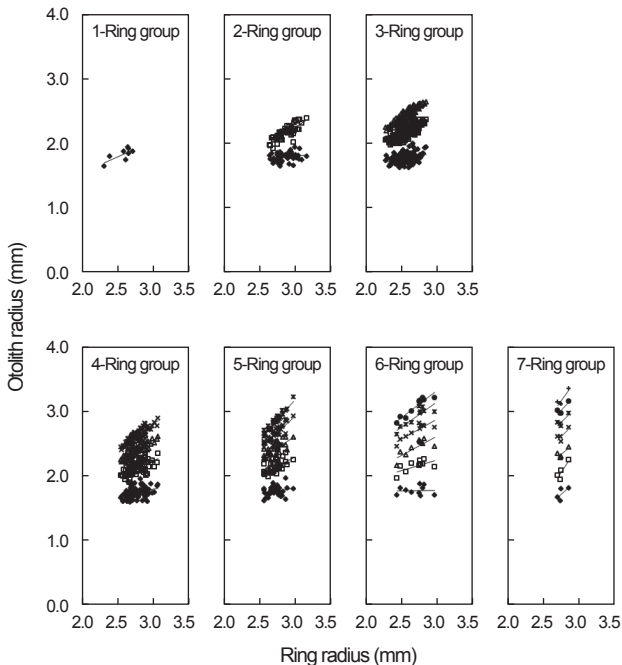 4.0
3.0
2.0
1.0
0.0
1-Ring group
2-Ring group
3-Ring group
2.0 2.5 3.0 3.5
2.0 2.5 3.0 3.5
2.0 2.5 3.0 3.5
Otolith radius (mm)
4.0
3.0
2.0
1.0
0.0
4-Ring group
5-Ring group
6-Ring group
7-Ring group
2.0 2.5 3.0 3.5
2.0 2.5 3.0 3.5
2.0 2.5 3.0 3.5
2.0 2.5 3.0 3.5
Ring radius (mm)